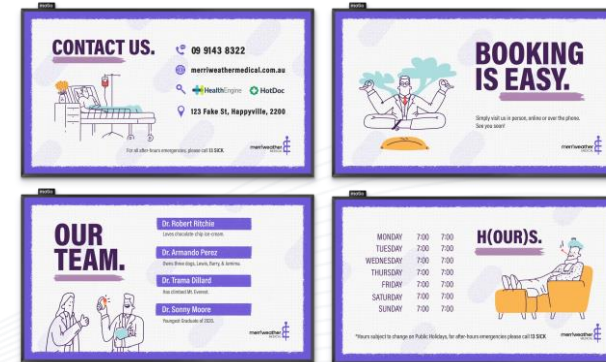 CONTACT US.
09 9143 8322
merriweathermedical.com.au
HealthEngine HotDoc
123 Fake St, Happyville, 2200
For all after-hours emergencies, please call 13 SICK.
merriweather
MEDICAL
BOOKING
IS EASY.
Simply visit us in person, online or over the phone.
See you soon!
merriweather
MEDICAL
OUR
TEAM.
Dr. Robert Ritchie
Loves chocolate-chip ice cream.
Dr. Armando Perez
Owns three dogs, Lewis, Barry, & Jemima.
Dr. Trama Dillard
Has climbed Mt. Everest.
Dr. Sonny Moore
Youngest Graduate of 2020.
merriweather
MEDICAL
H(OUR)S.
MONDAY 7:00 7:00
TUESDAY 7:00 7:00
WEDNESDAY 7:00 7:00
THURSDAY 7:00 7:00
FRIDAY 7:00 7:00
SATURDAY 7:00 7:00
SUNDAY 7:00 7:00
*Hours subject to change on Public Holidays, for after-hours emergencies please call 13 SICK
merriweather
MEDICAL